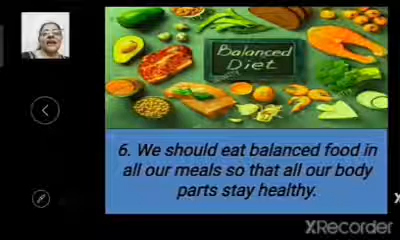 Balanced
Diet
6. We should eat balanced food in
all our meals so that all our body
parts stay healthy.
XRecorder